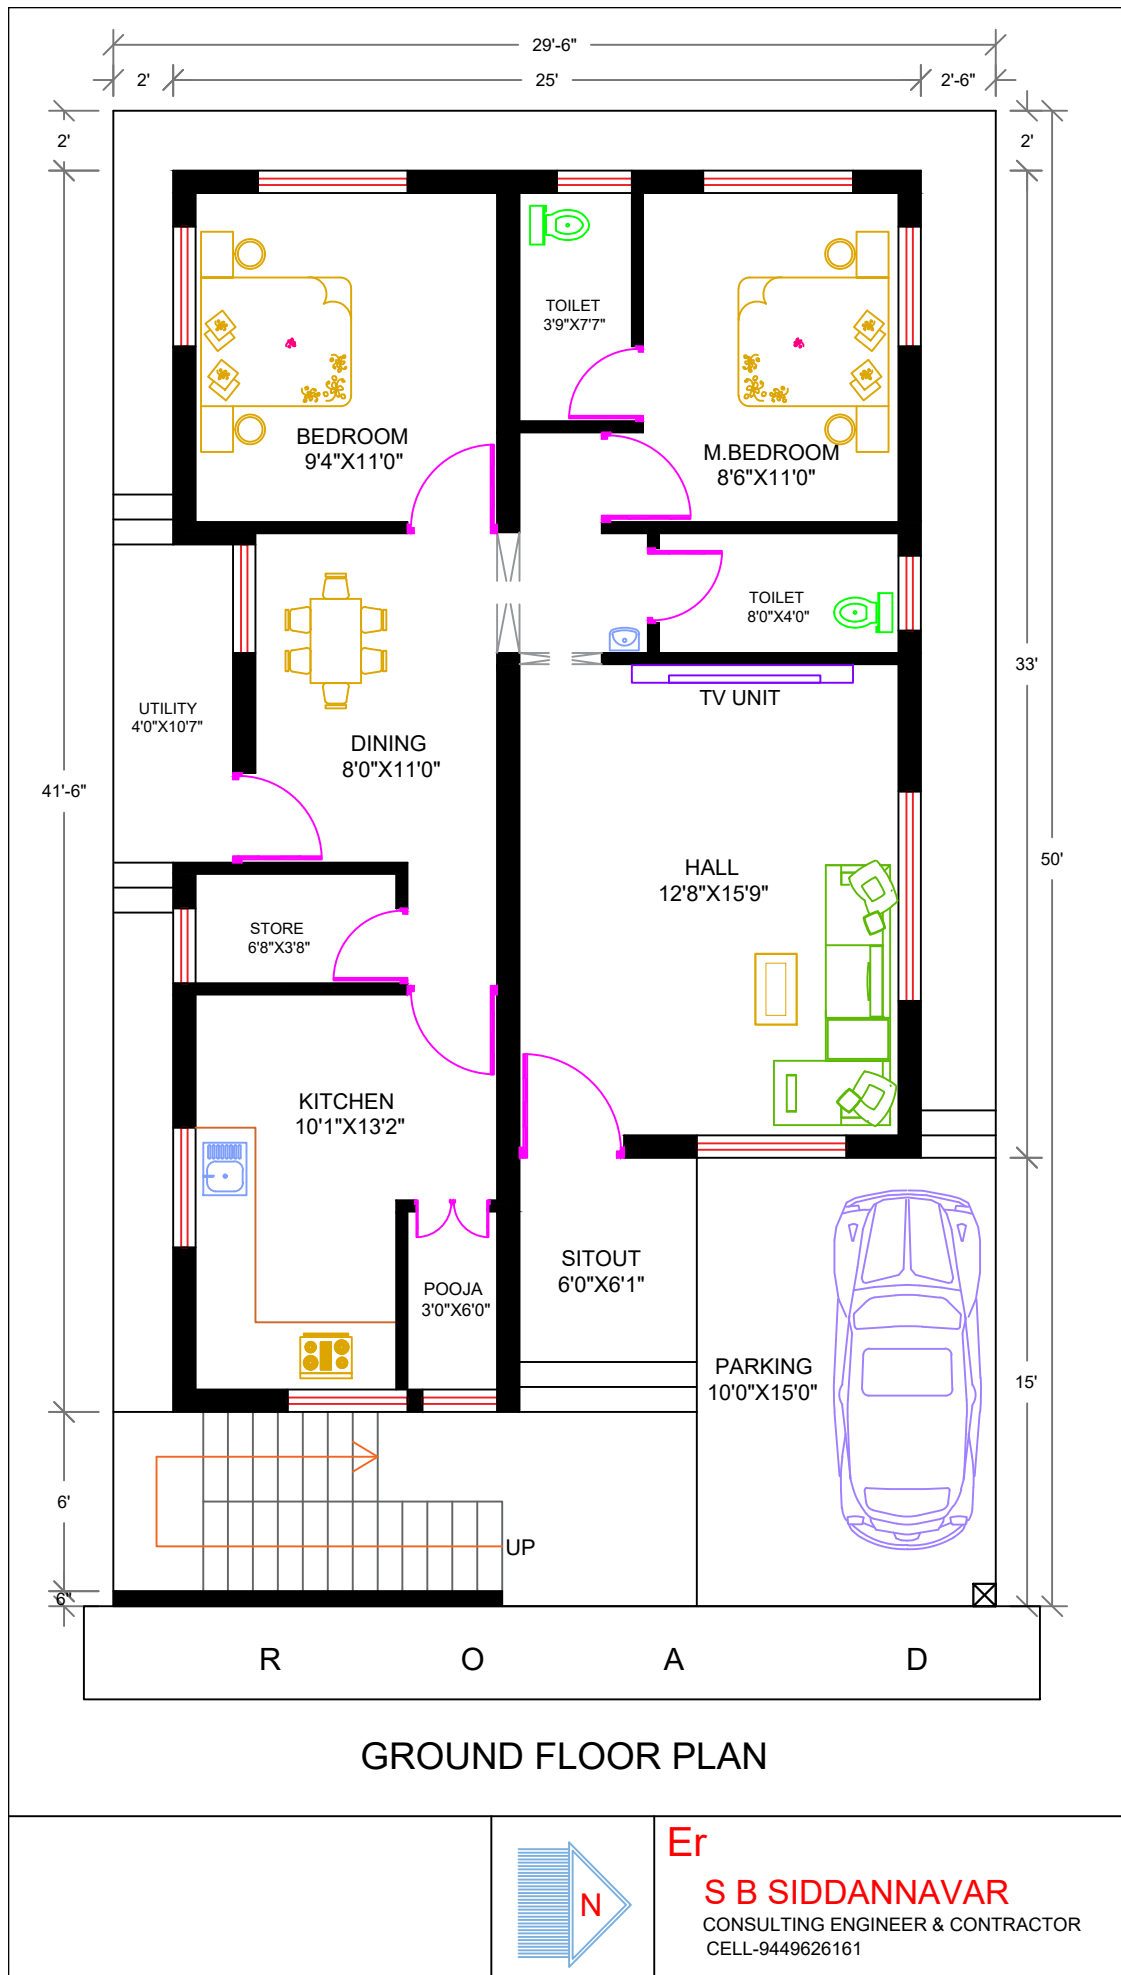 29'-6"
2'
25'
2'-6"
2'
2'
TOILET
3'9"X7'7"
BEDROOM
9'4"X11'0"
M.BEDROOM
8'6"X11'0"
TOILET
8'0"X4'0"
33'
TV UNIT
UTILITY
4'0"X10'7"
DINING
8'0"X11'0"
41'-6"
50'
HALL
12'8"X15'9"
STORE
6'8"X3'8"
KITCHEN
10'1"X13'2"
SITOUT
6'0"X6'1"
POOJA
3'0"X6'0"
PARKING
10'0"X15'0"
15'
6'
UP
6"
R O A D
GROUND FLOOR PLAN
N
Er
S B SIDDANNAVAR
CONSULTING ENGINEER & CONTRACTOR
CELL-9449626161